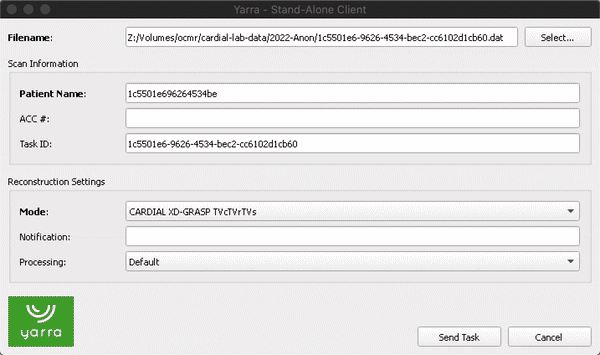 Yarra - Stand-Alone Client
Filename: Z:/Volumes/ocmr/cardial-lab-data/2022-Anon/1c5501e6-9626-4534-bec2-cc6102d1cb60.dat Select...
Scan Information
Patient Name: 1c5501e696264534be
ACC #:
Task ID: 1c5501e6-9626-4534-bec2-cc6102d1cb60
Reconstruction Settings
Mode: CARDIAL XD-GRASP TVcTVrTVs
Notification:
Processing: Default
yarra
Send Task Cancel